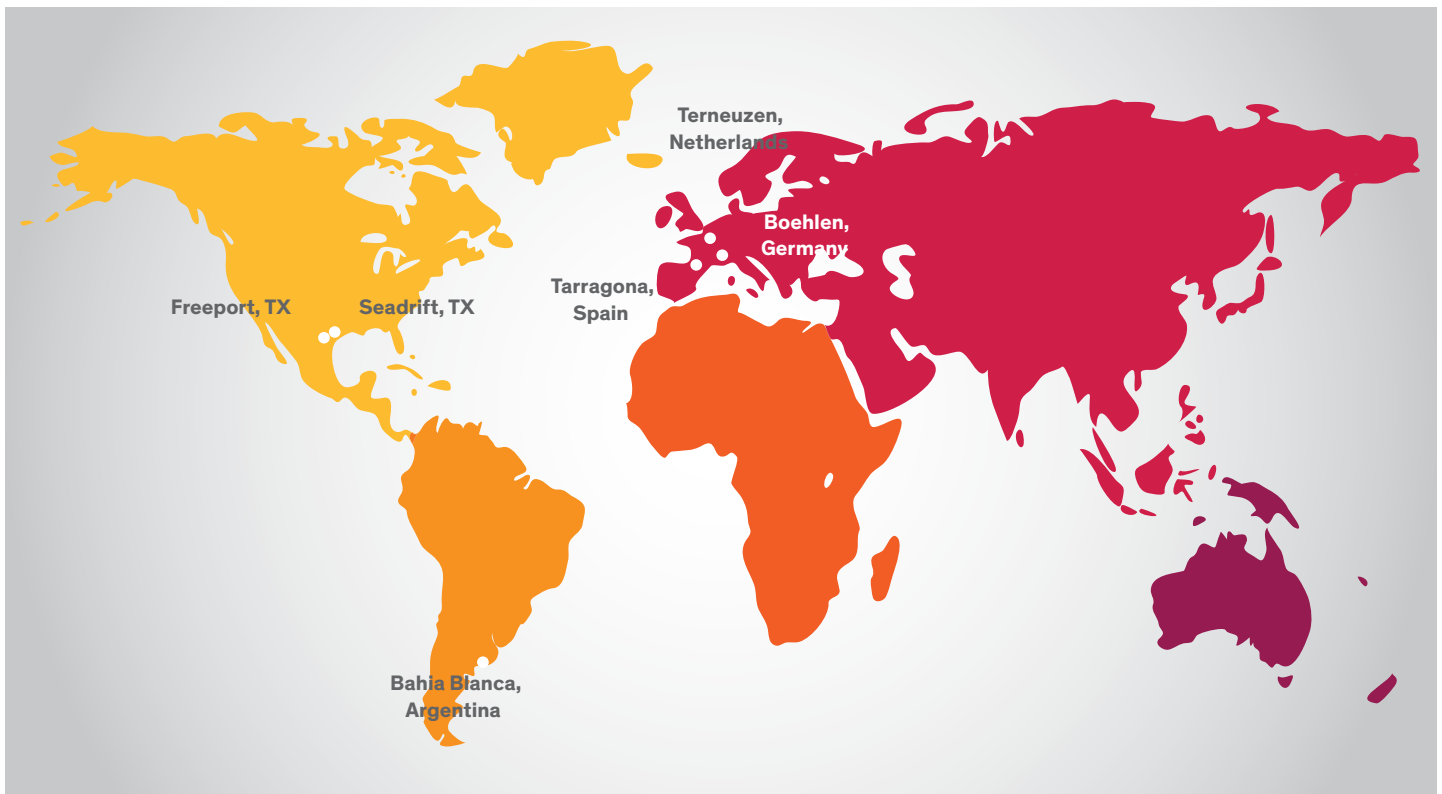 Terneuzen,
Netherlands
Boehlen,
Germany
Tarragona,
Spain
Freeport, TX
Seadrift, TX
Bahia Blanca,
Argentina